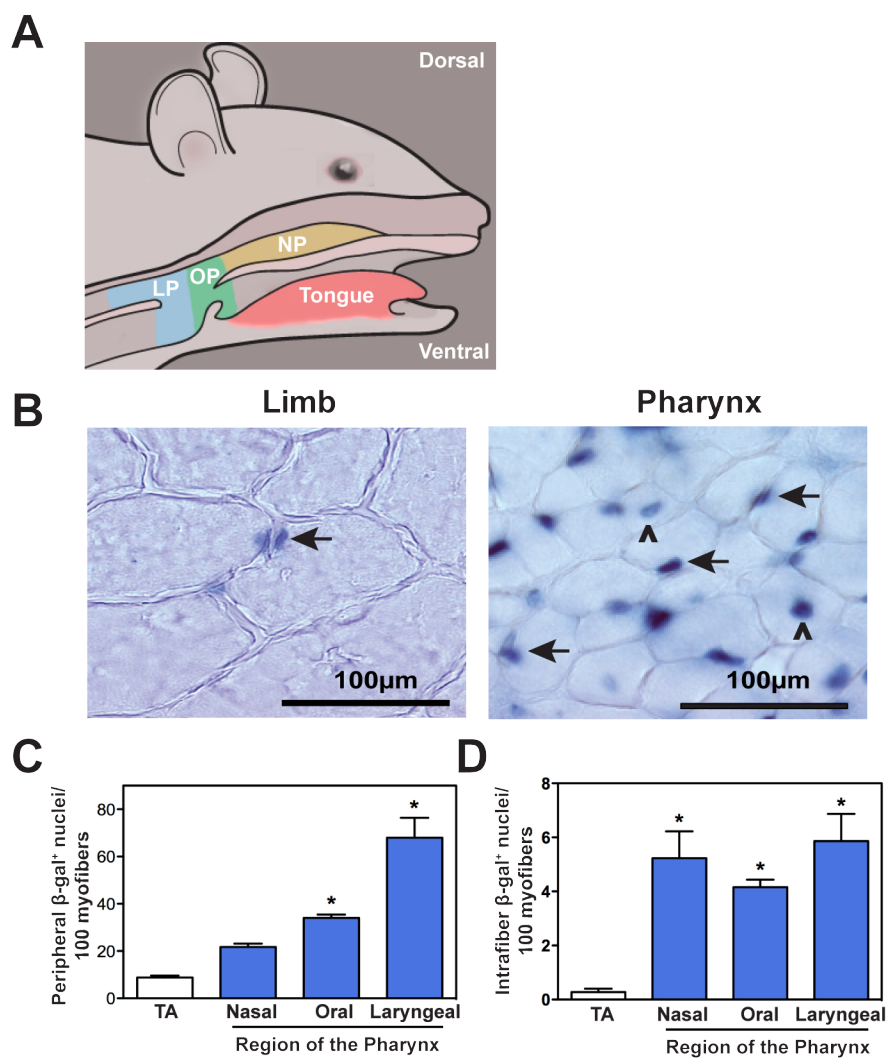 A
Dorsal
NP
OP
LP
Tongue
Ventral
B
Limb
Pharynx
100µm
100µm
C
Peripheral β-gal⁺ nuclei/
100 myofibers
80
60
40
20
0
*
*
TA
Nasal
Oral
Laryngeal
Region of the Pharynx
D
Intrafiber β-gal⁺ nuclei/
100 myofibers
8
6
4
2
0
*
*
*
TA
Nasal
Oral
Laryngeal
Region of the Pharynx